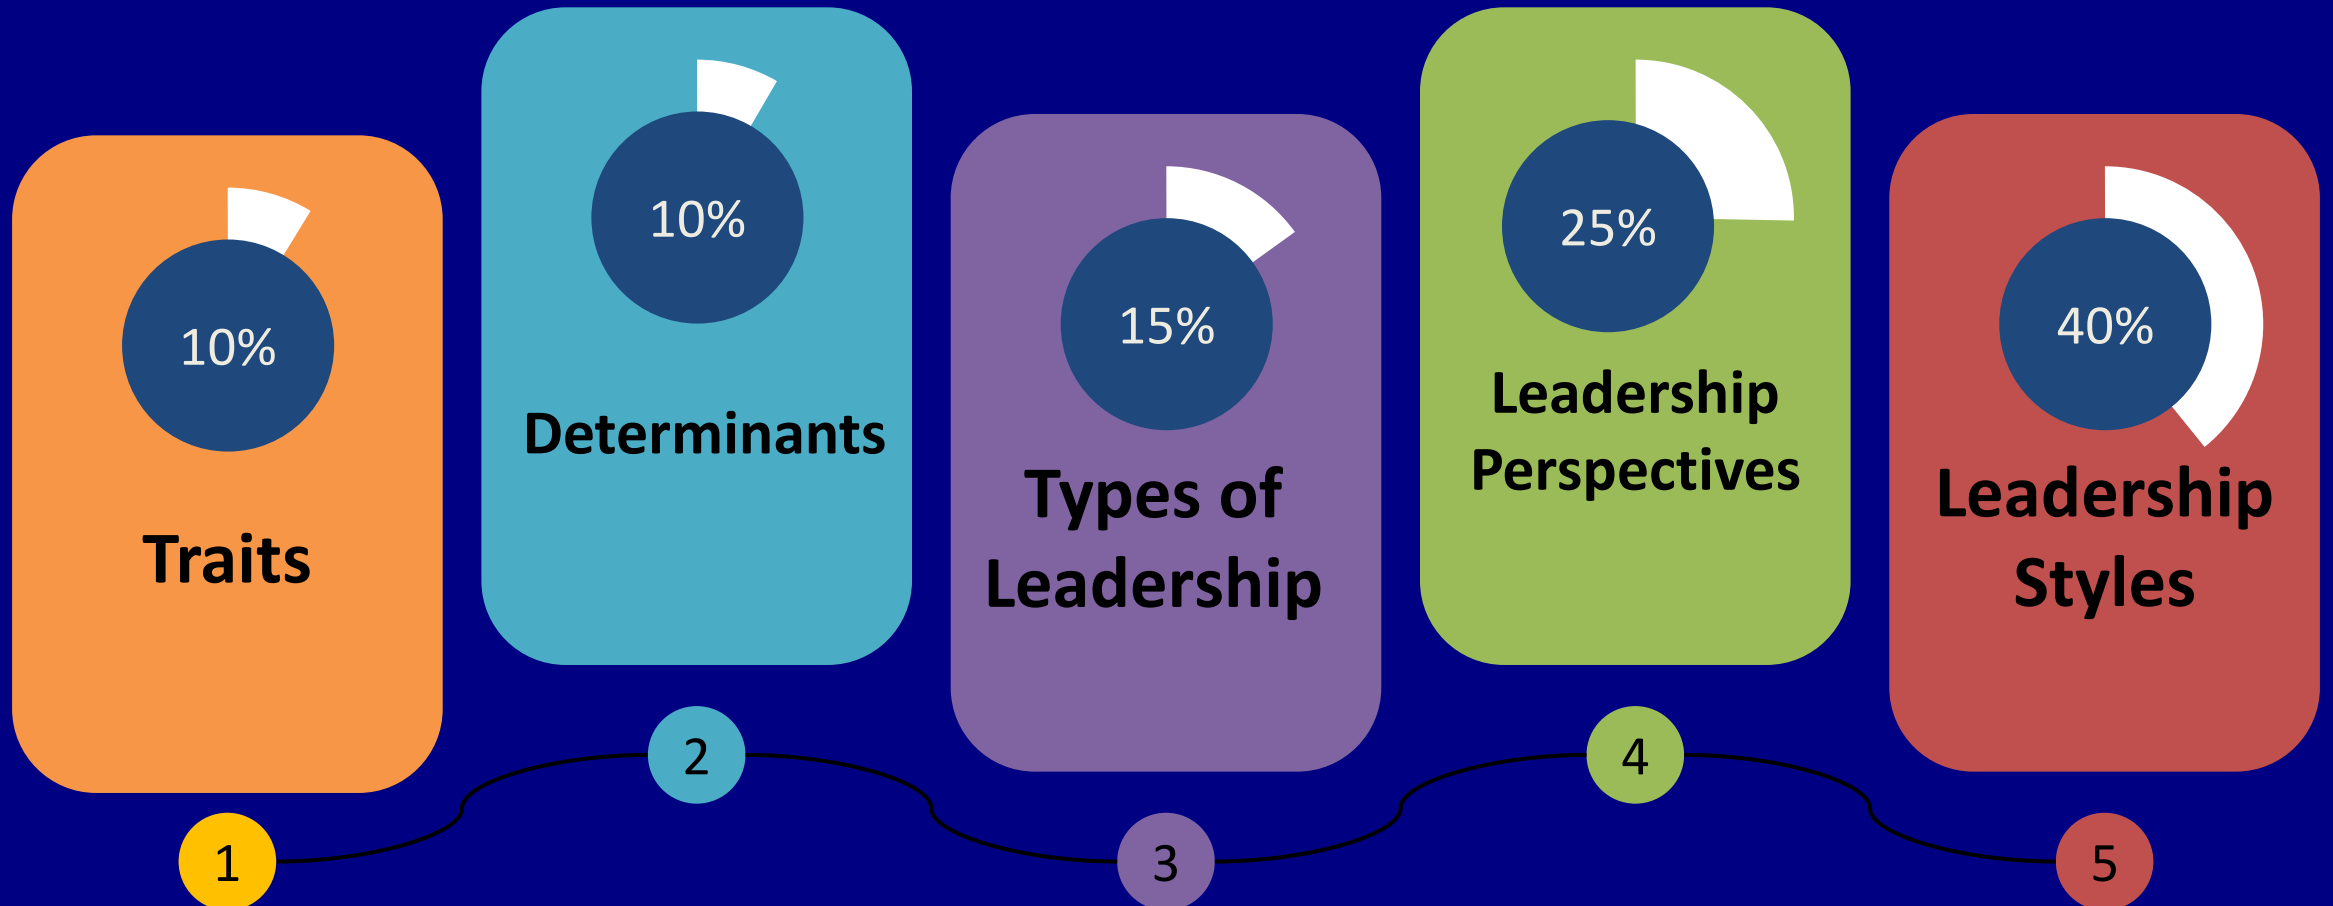 10%
Traits
10%
Determinants
15%
Types of
Leadership
25%
Leadership
Perspectives
40%
Leadership
Styles
1
2
3
4
5